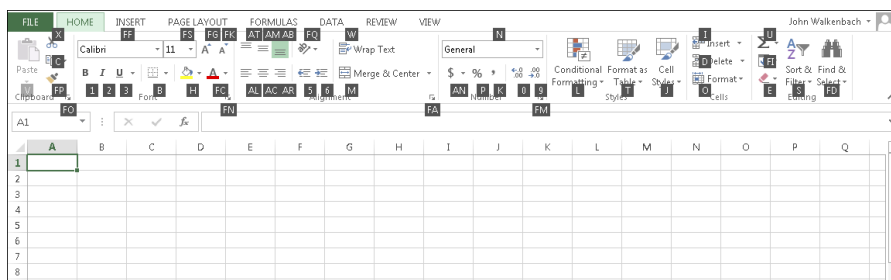 FILE HOME INSERT PAGE LAYOUT FORMULAS DATA REVIEW VIEW John Walkenbach
X FF FS FG FK AT AM AB FQ W N I U
Calibri 11 A A Wrap Text General Insert Σ
Paste C B I U A Merge & Center $ % , .00 Conditional Format as Cell D Delete FI Sort & Find &
Formatting Table Styles Format Filter Select
V FP 1 2 3 B H FC AL AC AR 5 6 M AN P K 0 9 L T J O E S FD
Clipboard Font Alignment Number Styles Cells Editing
FO FN FA FM
A1 fx
A B C D E F G H I J K L M N O P Q
1
2
3
4
5
6
7
8